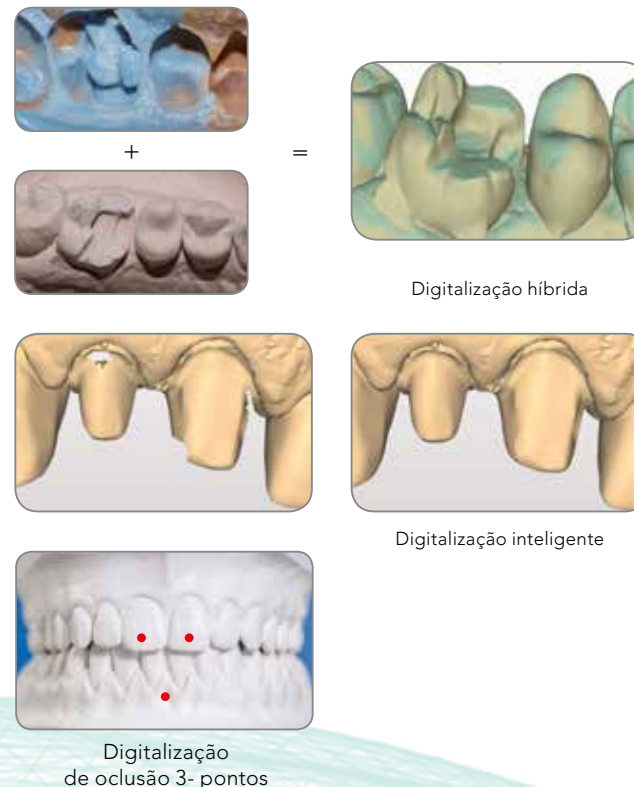 +
=
Digitalização híbrida
Digitalização inteligente
Digitalização
de oclusão 3- pontos